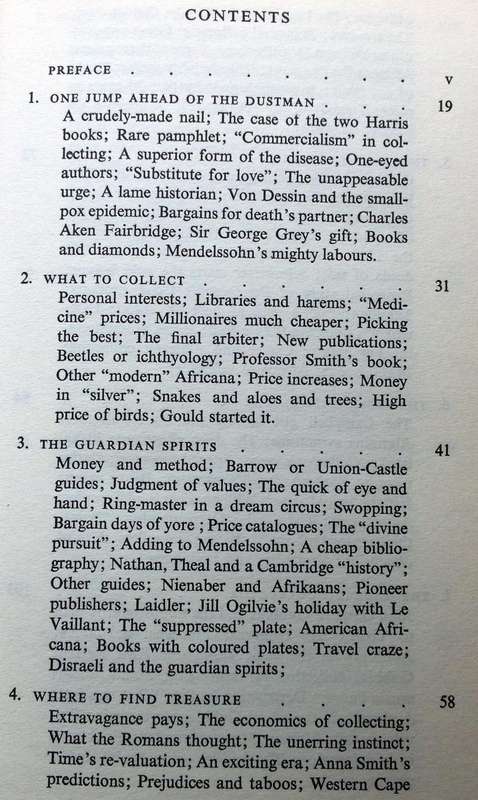 CONTENTS
PREFACE . . . . . . . . v
1. ONE JUMP AHEAD OF THE DUSTMAN . . . 19
A crudely-made nail; The case of the two Harris
books; Rare pamphlet; “Commercialism” in col-
lecting; A superior form of the disease; One-eyed
authors; “Substitute for love”; The unappeasable
urge; A lame historian; Von Dessin and the small-
pox epidemic; Bargains for death’s partner; Charles
Aken Fairbridge; Sir George Grey’s gift; Books
and diamonds; Mendelssohn’s mighty labours.
2. WHAT TO COLLECT . . . . . . 31
Personal interests; Libraries and harems; “Medi-
cine” prices; Millionaires much cheaper; Picking
the best; The final arbiter; New publications;
Beetles or ichthyology; Professor Smith’s book;
Other “modern” Africana; Price increases; Money
in “silver”; Snakes and aloes and trees; High
price of birds; Gould started it.
3. THE GUARDIAN SPIRITS . . . . . 41
Money and method; Barrow or Union-Castle
guides; Judgment of values; The quick of eye and
hand; Ring-master in a dream circus; Swopping;
Bargain days of yore ; Price catalogues; The “divine
pursuit”; Adding to Mendelssohn; A cheap biblio-
graphy; Nathan, Theal and a Cambridge “history”;
Other guides; Nienaber and Afrikaans; Pioneer
publishers; Laidler; Jill Ogilvie’s holiday with Le
Vaillant; The “suppressed” plate; American Afri-
cana; Books with coloured plates; Travel craze;
Disraeli and the guardian spirits;
4. WHERE TO FIND TREASURE . . . . 58
Extravagance pays; The economics of collecting;
What the Romans thought; The unerring instinct;
Time’s re-valuation; An exciting era; Anna Smith’s
predictions; Prejudices and taboos; Western Cape